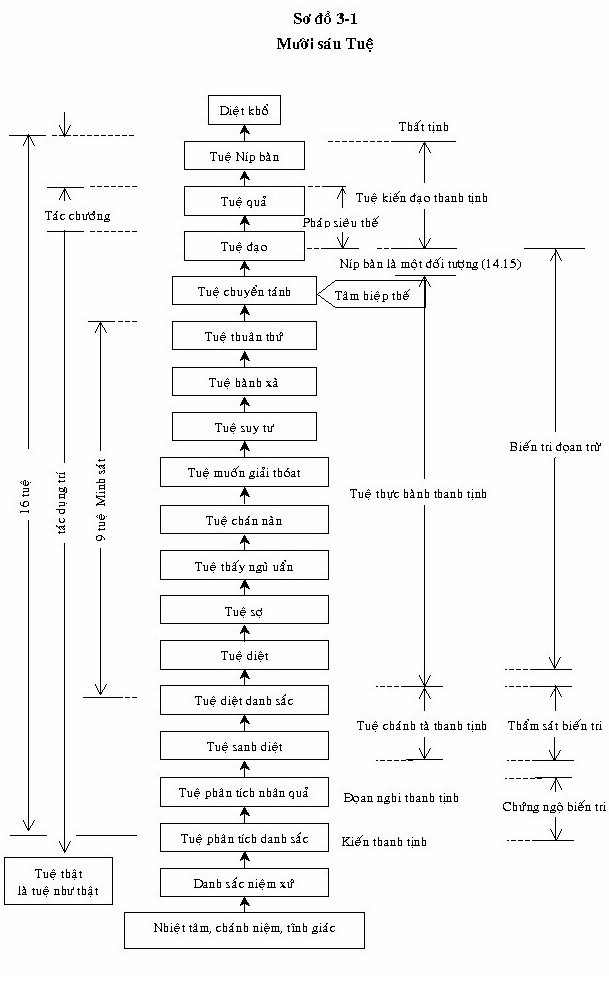 Sơ đồ 3-1
Mười sáu Tuệ
Diệt khổ
Thất tịnh
Tuệ Níp bàn
Tuệ kiến đạo thanh tịnh
Tuệ quả
Tác chướng
Pháp siêu thế
Tuệ đạo
Níp bàn là một đối tượng (14.15)
Tuệ chuyển tánh
Tâm hiệp thế
Tuệ thuân thứ
Tuệ hành xả
Tuệ suy tư
Biến tri đọan trừ
Tuệ muốn giải thóat
Tuệ thực hành thanh tịnh
16 tuệ
tác dụng trí
9 tuệ Minh sát
Tuệ chán nản
Tuệ thấy ngủ uẩn
Tuệ sợ
Tuệ diệt
Tuệ diệt danh sắc
Tuệ chánh tà thanh tịnh
Thẩm sát biến tri
Tuệ sanh diệt
Tuệ phân tích nhân quả
Đọan nghi thanh tịnh
Chứng ngộ biến tri
Tuệ phân tích danh sắc
Kiến thanh tịnh
Tuệ thật
là tuệ như thật
Danh sắc niệm xứ
Nhiệt tâm, chánh niệm, tĩnh giác